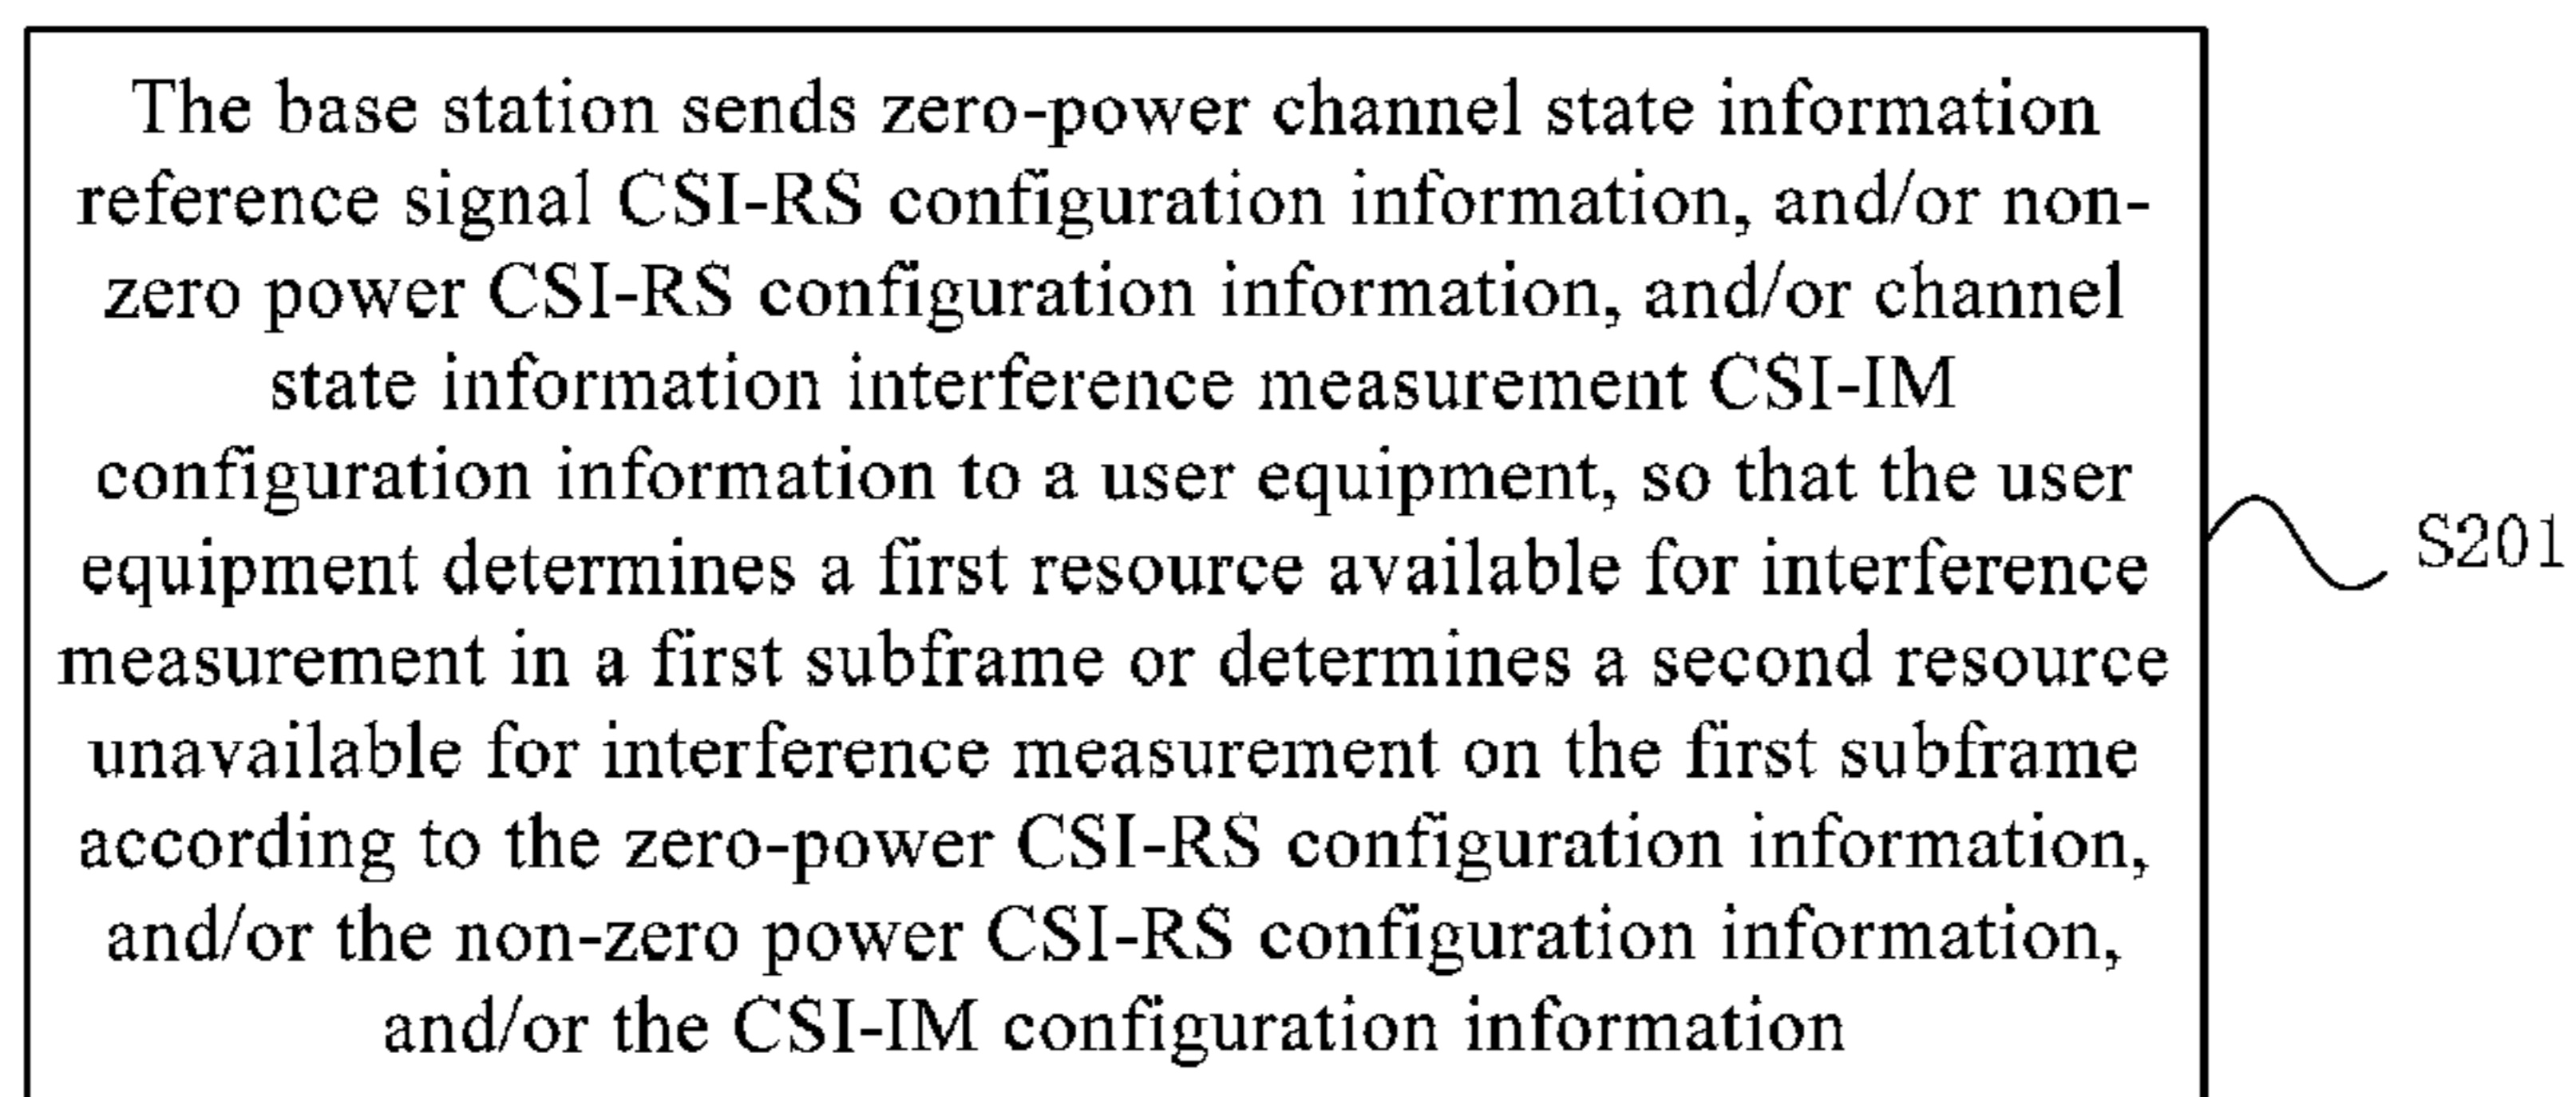 The base station sends zero-power channel state information
reference signal CSI-RS configuration information, and/or non-
zero power CSI-RS configuration information, and/or channel
state information interference measurement CSI-IM
configuration information to a user equipment, so that the user
equipment determines a first resource available for interference
measurement in a first subframe or determines a second resource
unavailable for interference measurement on the first subframe
according to the zero-power CSI-RS configuration information,
and/or the non-zero power CSI-RS configuration information,
and/or the CSI-IM configuration information
S201